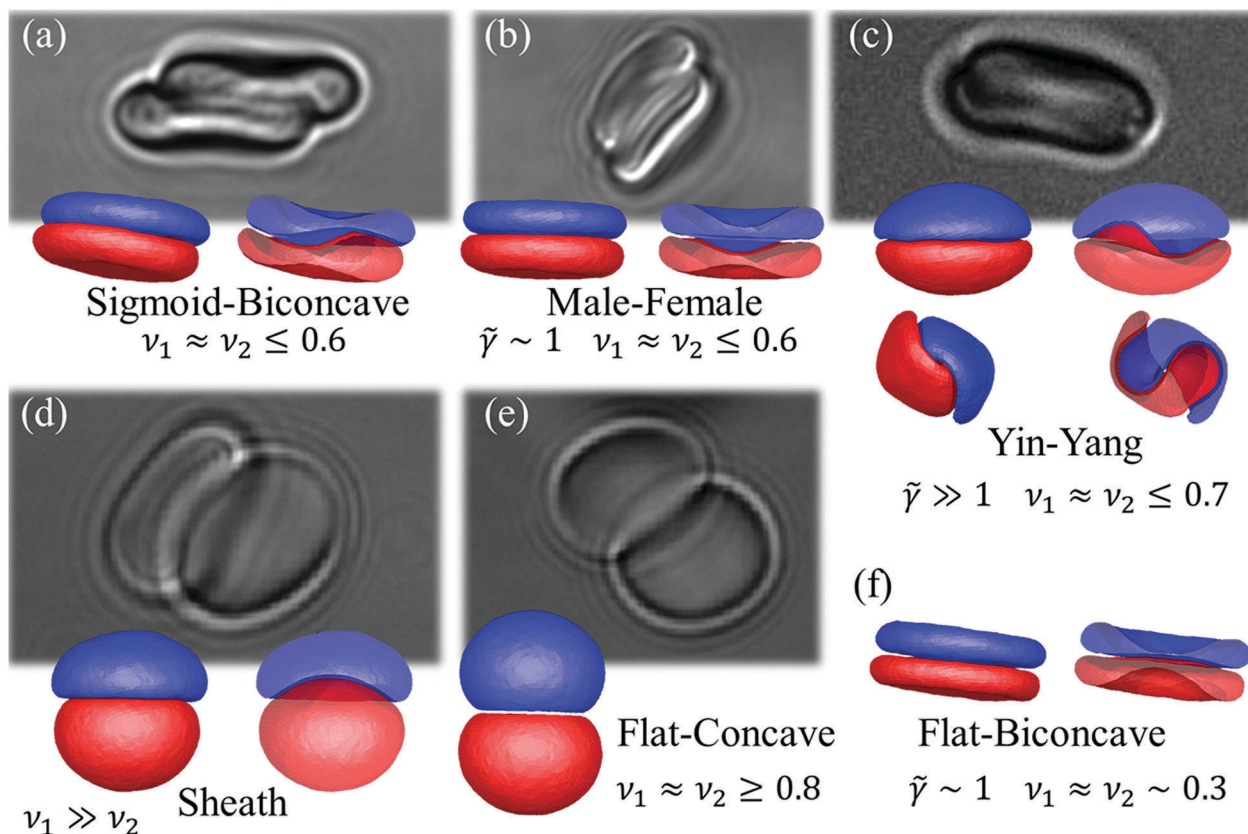 (a)
Sigmoid-Biconcave
ν₁ ≈ ν₂ ≤ 0.6
(b)
Male-Female
γ̃ ~ 1 ν₁ ≈ ν₂ ≤ 0.6
(c)
Yin-Yang
γ̃ ≫ 1 ν₁ ≈ ν₂ ≤ 0.7
(d)
Sheath
ν₁ ≫ ν₂
(e)
Flat-Concave
ν₁ ≈ ν₂ ≥ 0.8
(f)
Flat-Biconcave
γ̃ ~ 1 ν₁ ≈ ν₂ ~ 0.3